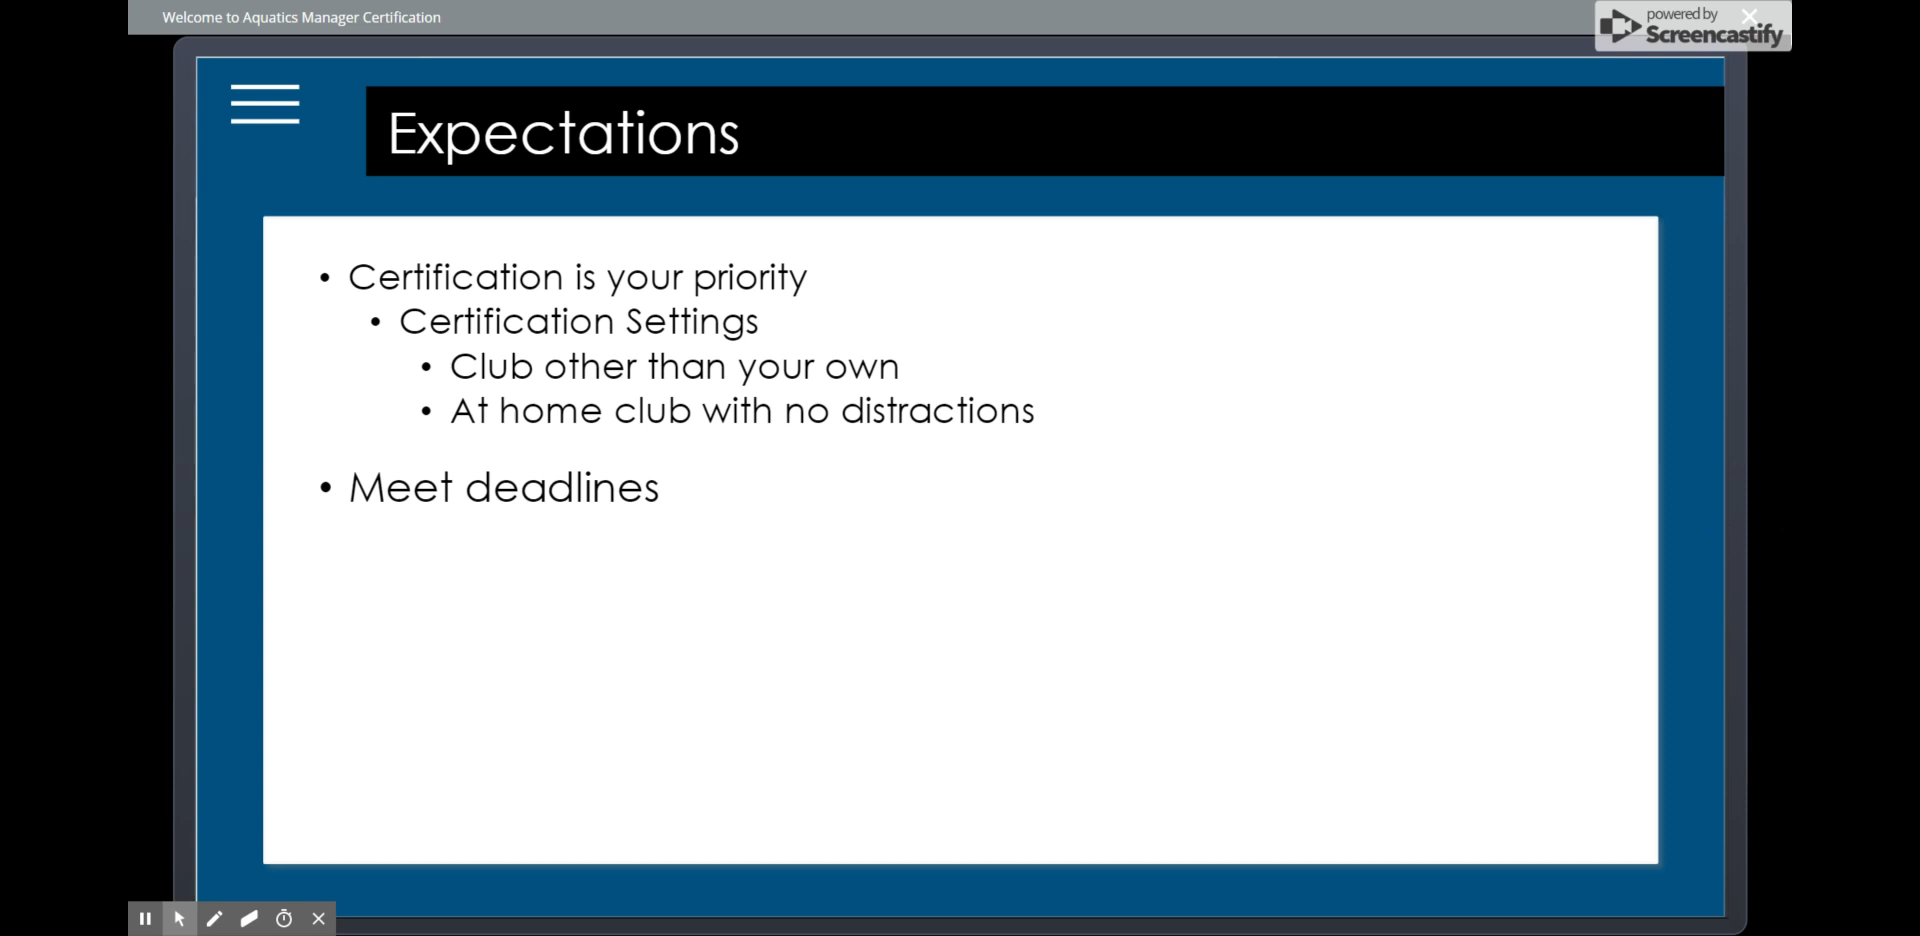 Welcome to Aquatics Manager Certification
powered by
Screencastify
Expectations
• Certification is your priority
• Certification Settings
• Club other than your own
• At home club with no distractions
• Meet deadlines